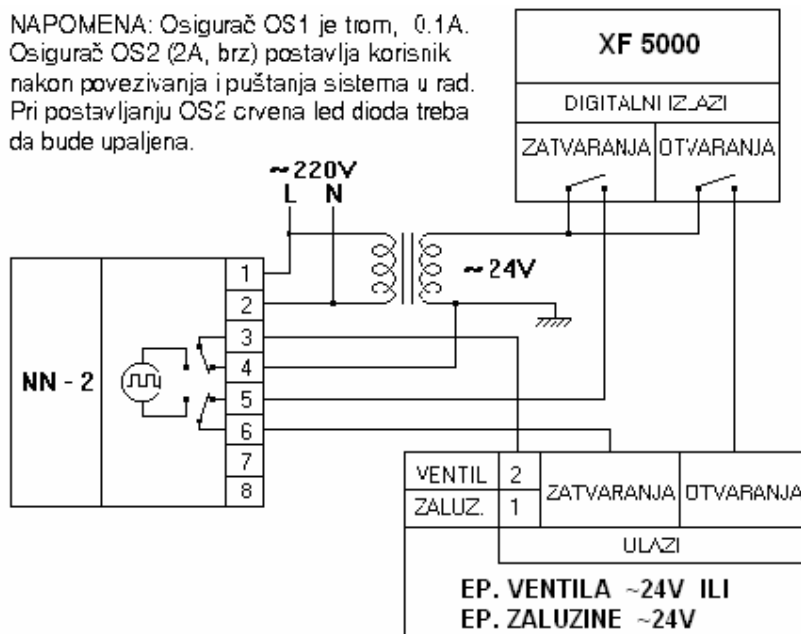 NAPOMENA: Osigurač OS1 je trom, 0.1A.
Osigurač OS2 (2A, brz) postavlja korisnik
nakon povezivanja i puštanja sistema u rad.
Pri postavljanju OS2 crvena led dioda treba
da bude upaljena.
XF 5000
DIGITALNI IZLAZI
ZATVARANJA OTVARANJA
~220V
L N
~24V
NN - 2
1
2
3
4
5
6
7
8
VENTIL 2
ZALUZ. 1
ZATVARANJA OTVARANJA
ULAZI
EP. VENTILA ~24V ILI
EP. ZALUZINE ~24V